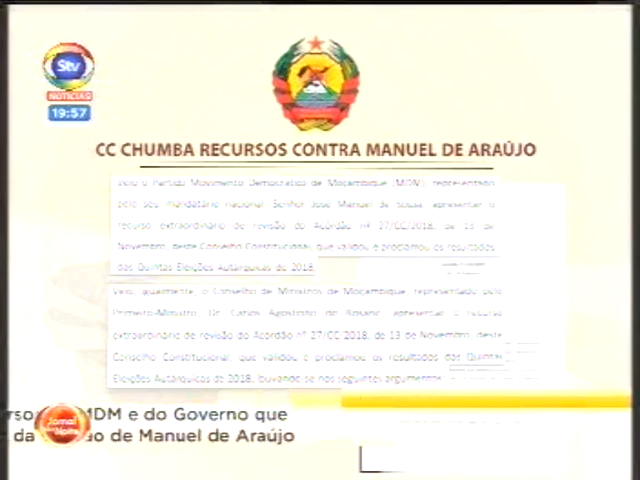 Stv
NOTÍCIAS
19:57
CC CHUMBA RECURSOS CONTRA MANUEL DE ARAÚJO
Veio o Partido Movimento Democrático de Moçambique (MDM), representado
pelo seu mandatário nacional, Senhor José Manuel de Sousa, apresentar o
recurso extraordinário de revisão do Acórdão nº 27/CC/2018, de 13 de
Novembro, deste Conselho Constitucional, que validou e proclamou os resultados
das Quintas Eleições Autárquicas de 2018.
Veio, igualmente, o Conselho de Ministros de Moçambique, representado pelo
Primeiro-Ministro, Dr. Carlos Agostinho do Rosário, apresentar o recurso
extraordinário de revisão do Acórdão nº 27/CC/2018, de 13 de Novembro, deste
Conselho Constitucional, que validou e proclamou os resultados das Quintas
Eleições Autárquicas de 2018, louvando-se nos seguintes argumentos:
MDM e do Governo que
da ão de Manuel de Araújo
Jornal